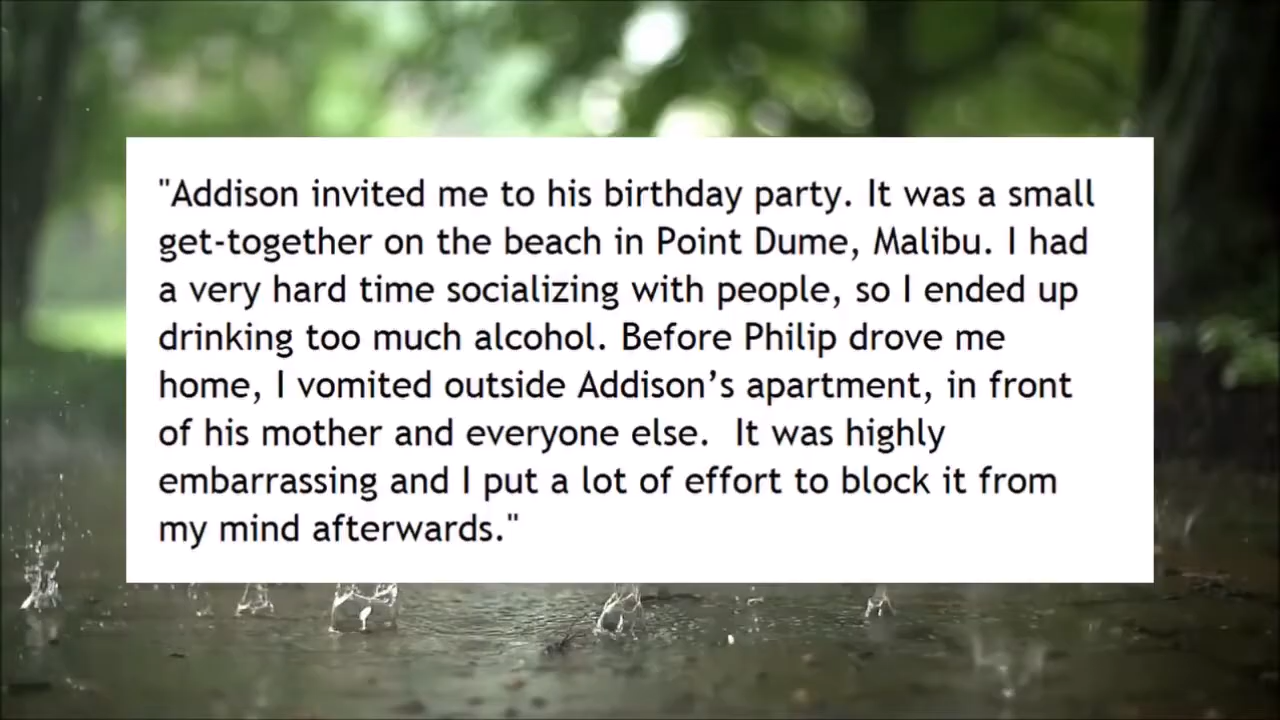 "Addison invited me to his birthday party. It was a small
get-together on the beach in Point Dume, Malibu. I had
a very hard time socializing with people, so I ended up
drinking too much alcohol. Before Philip drove me
home, I vomited outside Addison’s apartment, in front
of his mother and everyone else.  It was highly
embarrassing and I put a lot of effort to block it from
my mind afterwards."